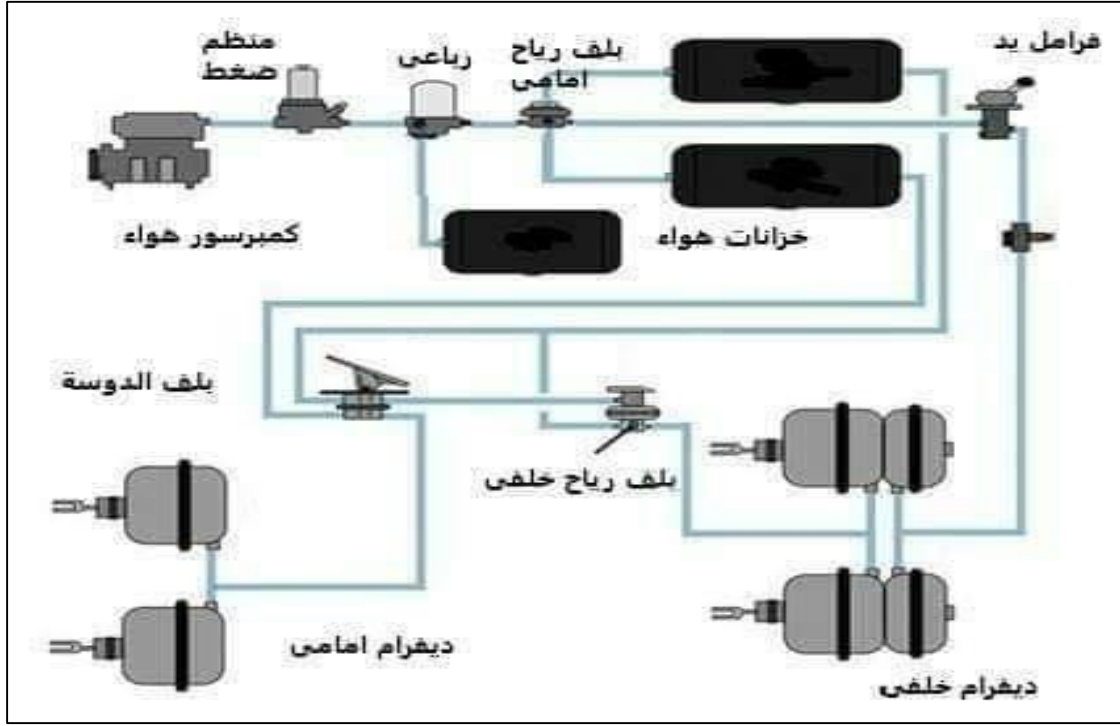 منظم
ضغط
رباعى
بلف رياح
امامى
فرامل يد
كمبرسور هواء
خزانات هواء
بلف الدوسة
بلف رياح خلفى
ديفرام امامى
ديفرام خلفى